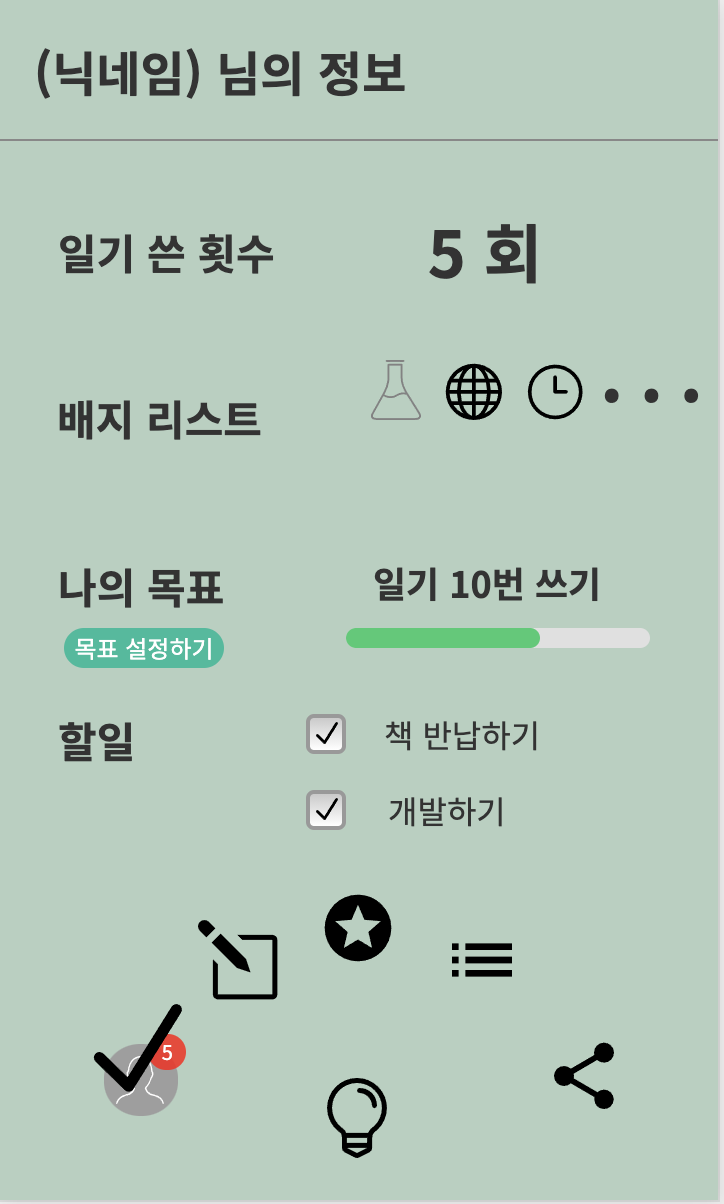 (닉네임) 님의 정보
일기 쓴 횟수 5 회
배지 리스트
나의 목표 일기 10번 쓰기
목표 설정하기
할일 책 반납하기
개발하기
5